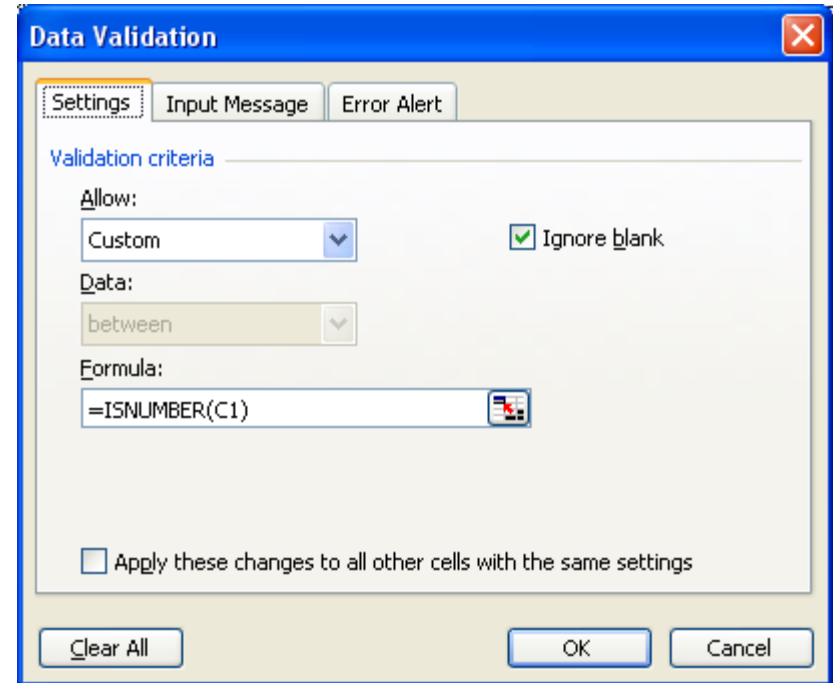 Data Validation
Settings Input Message Error Alert
Validation criteria
Allow:
Custom Ignore blank
Data:
between
Formula:
=ISNUMBER(C1)
Apply these changes to all other cells with the same settings
Clear All OK Cancel